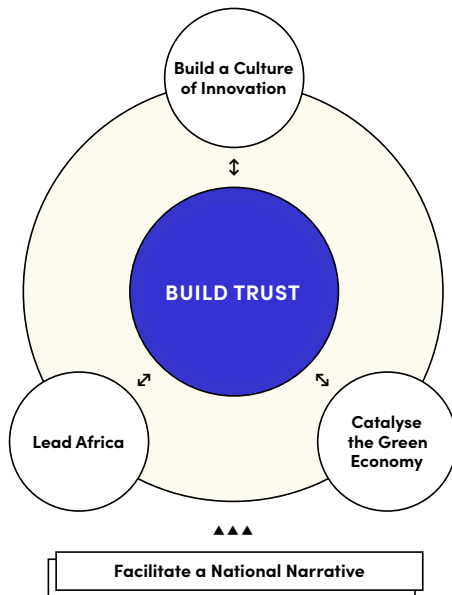 Build a Culture
of Innovation
BUILD TRUST
Lead Africa
Catalyse
the Green
Economy
Facilitate a National Narrative